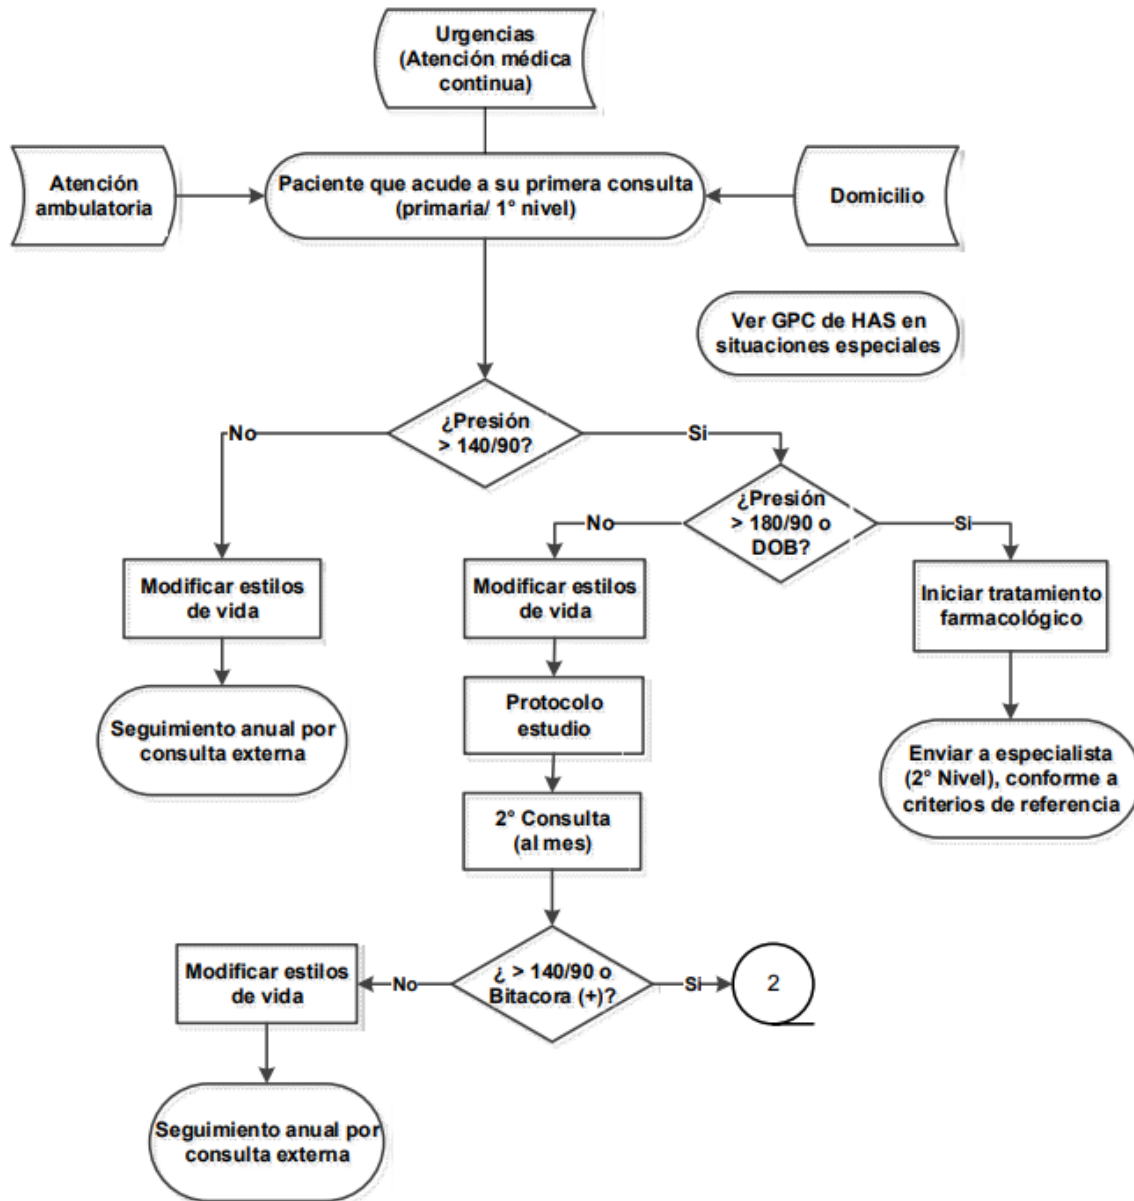 Urgencias
(Atención médica
continua)
Atención
ambulatoria
Paciente que acude a su primera consulta
(primaria/ 1° nivel)
Domicilio
Ver GPC de HAS en
situaciones especiales
¿Presión
> 140/90?
No
Si
¿Presión
> 180/90 o
DOB?
No
Si
Modificar estilos
de vida
Modificar estilos
de vida
Iniciar tratamiento
farmacológico
Seguimiento anual por
consulta externa
Protocolo
estudio
Enviar a especialista
(2° Nivel), conforme a
criterios de referencia
2° Consulta
(al mes)
¿ > 140/90 o
Bitacora (+)?
No
Si
2
Modificar estilos
de vida
Seguimiento anual por
consulta externa